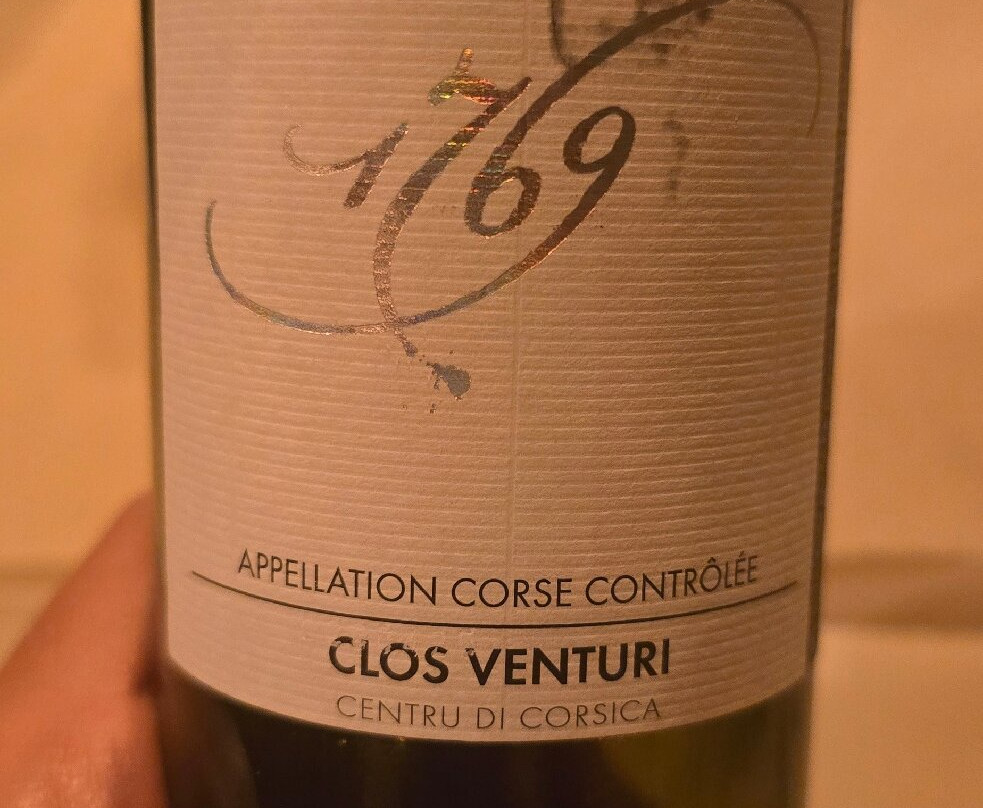 1769
APPELLATION CORSE CONTRÔLÉE
CLOS VENTURI
CENTRU DI CORSICA